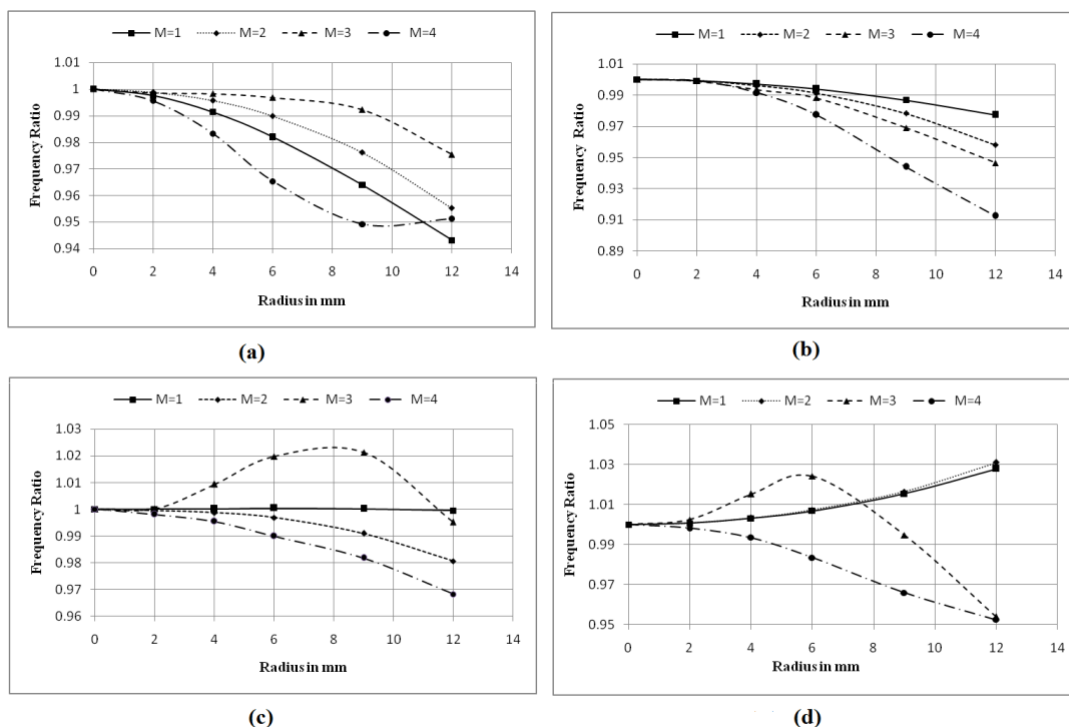 M=1 M=2 M=3 M=4
1.01
1
0.99
0.98
0.97
0.96
0.95
0.94
Frequency Ratio
0 2 4 6 8 10 12 14
Radius in mm
(a)
M=1 M=2 M=3 M=4
1.01
0.99
0.97
0.95
0.93
0.91
0.89
Frequency Ratio
0 2 4 6 8 10 12 14
Radius in mm
(b)
M=1 M=2 M=3 M=4
1.03
1.02
1.01
1
0.99
0.98
0.97
0.96
Frequency Ratio
0 2 4 6 8 10 12 14
Radius in mm
(c)
M=1 M=2 M=3 M=4
1.05
1.03
1.01
0.99
0.97
0.95
Frequency Ratio
0 2 4 6 8 10 12 14
Radius in mm
(d)